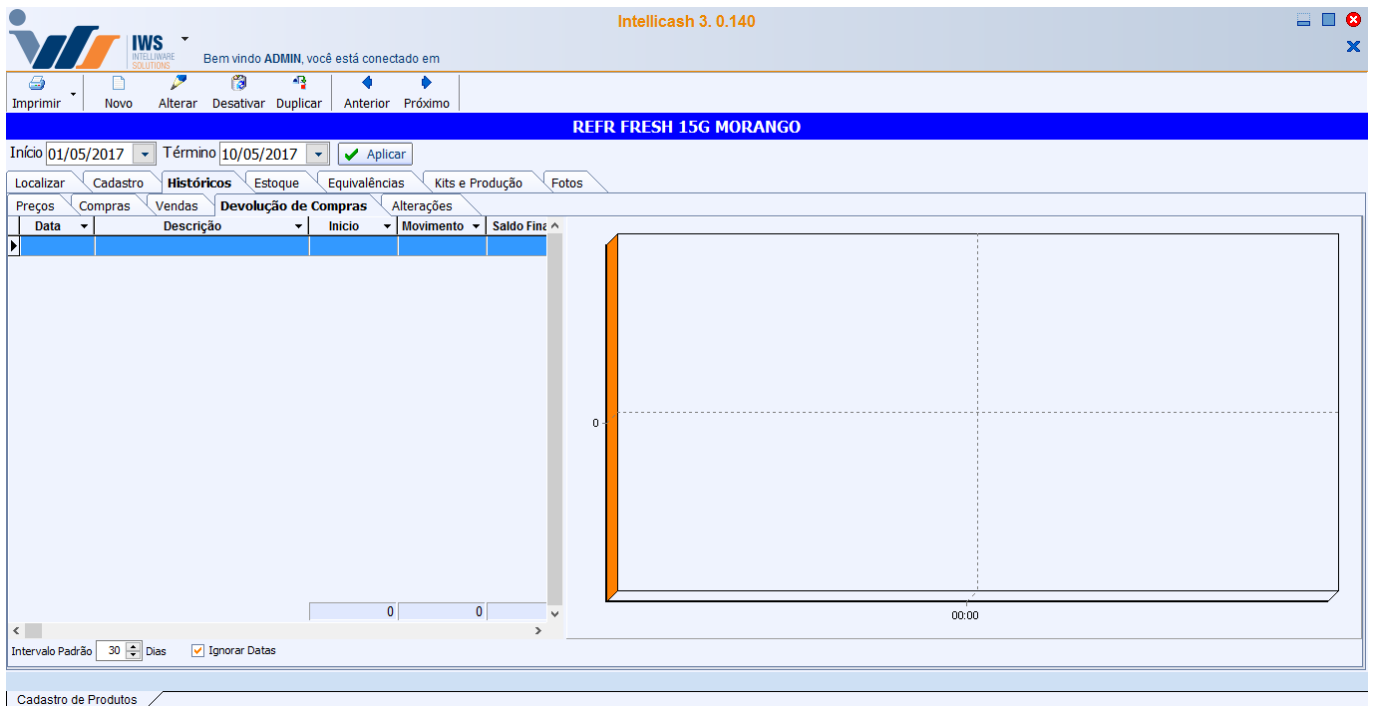 Intellicash 3. 0.140
IWS
INTELLIWARE
SOLUTIONS
Bem vindo ADMIN, você está conectado em
Imprimir Novo Alterar Desativar Duplicar Anterior Próximo
REFR FRESH 15G MORANGO
Início 01/05/2017 Término 10/05/2017 Aplicar
Localizar Cadastro Históricos Estoque Equivalências Kits e Produção Fotos
Preços Compras Vendas Devolução de Compras Alterações
Data Descrição Inicio Movimento Saldo Fina
0
0 0
00:00
Intervalo Padrão 30 Dias Ignorar Datas
Cadastro de Produtos